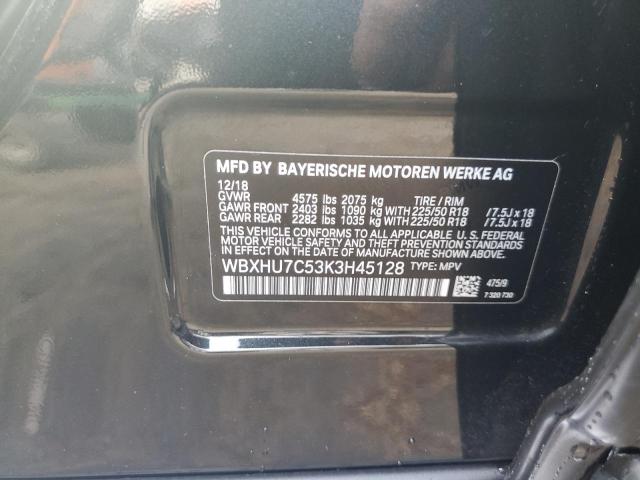 MFD BY BAYERISCHE MOTOREN WERKE AG
12/18
GVWR 4575 lbs 2075 kg TIRE / RIM
GAWR FRONT 2403 lbs 1090 kg WITH 225/50 R18 /7.5J x 18
GAWR REAR 2282 lbs 1035 kg WITH 225/50 R18 /7.5J x 18
THIS VEHICLE CONFORMS TO ALL APPLICABLE U. S. FEDERAL
MOTOR VEHICLE SAFETY, BUMPER, AND THEFT PREVENTION
STANDARDS IN EFFECT ON THE DATE OF MANUFACTURE SHOWN ABOVE.
WBXHU7C53K3H45128 TYPE: MPV
475/9
7 320 730